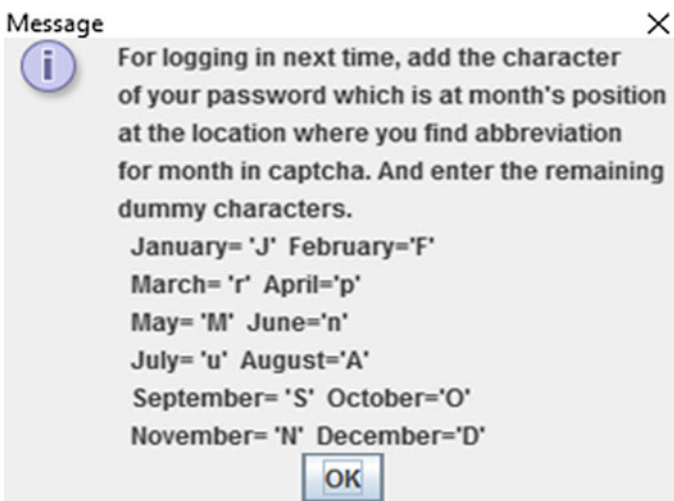 Message
For logging in next time, add the character
of your password which is at month's position
at the location where you find abbreviation
for month in captcha. And enter the remaining
dummy characters.
January= 'J' February='F'
March= 'r' April='p'
May= 'M' June='n'
July= 'u' August='A'
September= 'S' October='O'
November= 'N' December='D'
OK